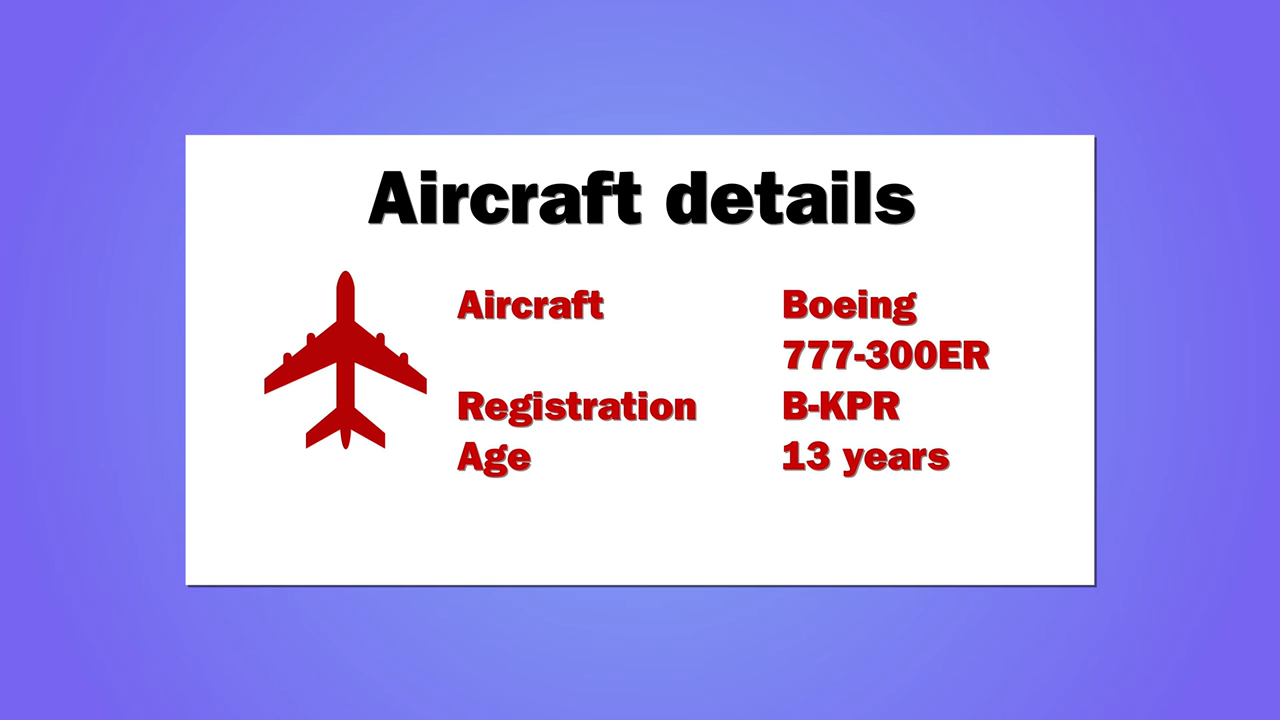 Aircraft details
Aircraft Boeing
777-300ER
Registration B-KPR
Age 13 years